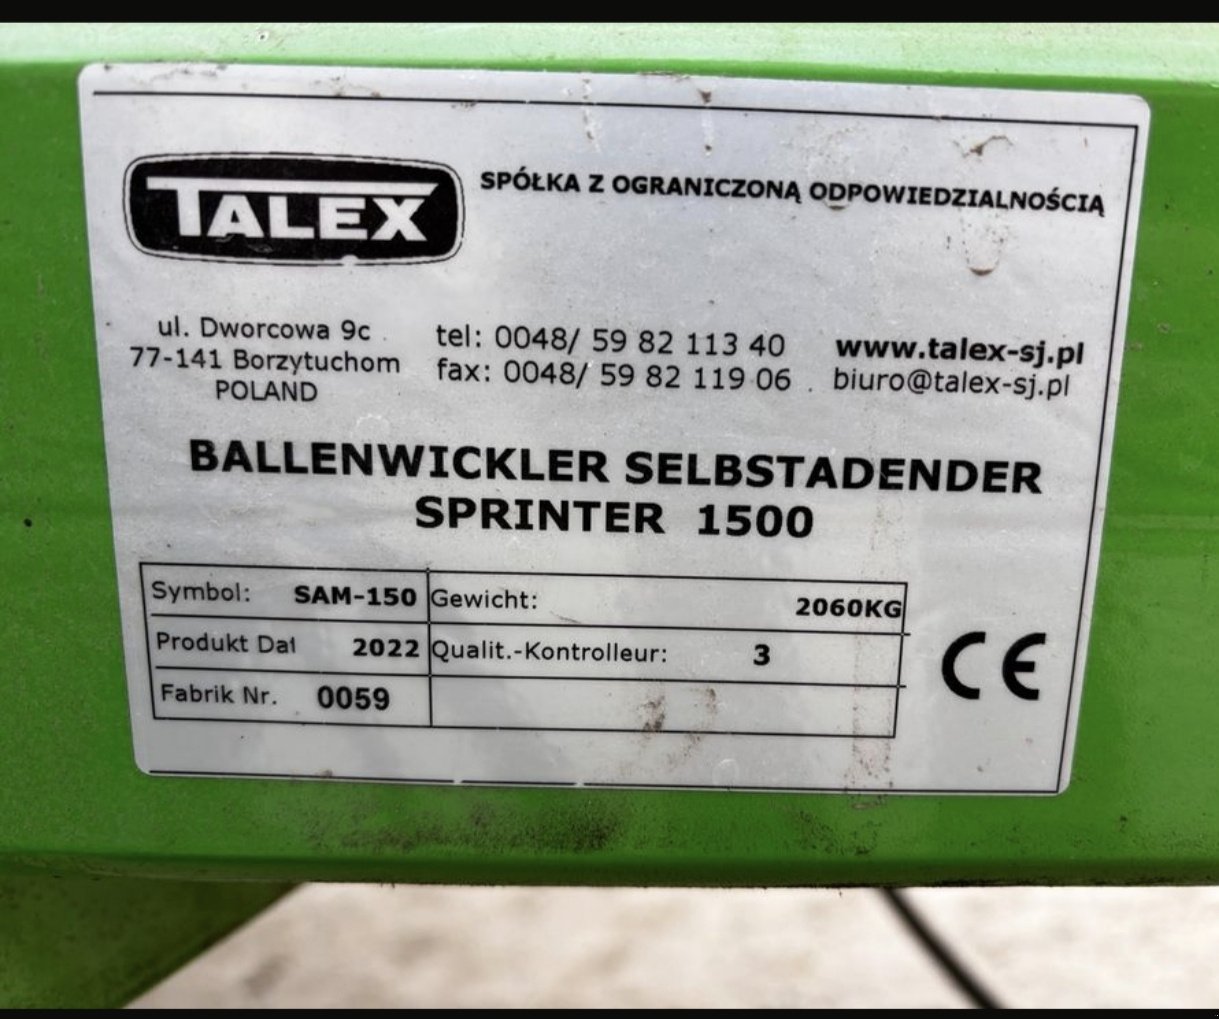 TALEX
SPÓŁKA Z OGRANICZONĄ ODPOWIEDZIALNOŚCIĄ
ul. Dworcowa 9c
77-141 Borzytuchom
POLAND
tel: 0048/ 59 82 113 40
fax: 0048/ 59 82 119 06
www.talex-sj.pl
biuro@talex-sj.pl
BALLENWICKLER SELBSTADENDER
SPRINTER 1500
Symbol: SAM-150 Gewicht: 2060KG
Produkt Dat 2022 Qualit.-Kontrolleur: 3
Fabrik Nr. 0059
CE